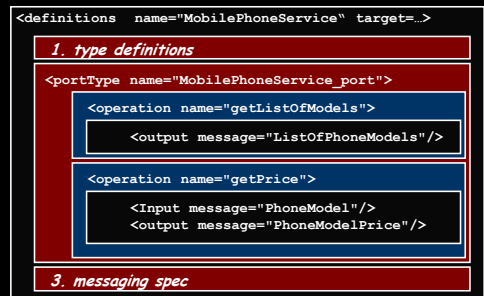 <definitions  name="MobilePhoneService“ target=…>
1. type definitions
<portType name="MobilePhoneService_port">
<operation name="getListOfModels">
<output message="ListOfPhoneModels"/>
<operation name="getPrice">
<Input message="PhoneModel"/>
<output message="PhoneModelPrice"/>
3. messaging spec